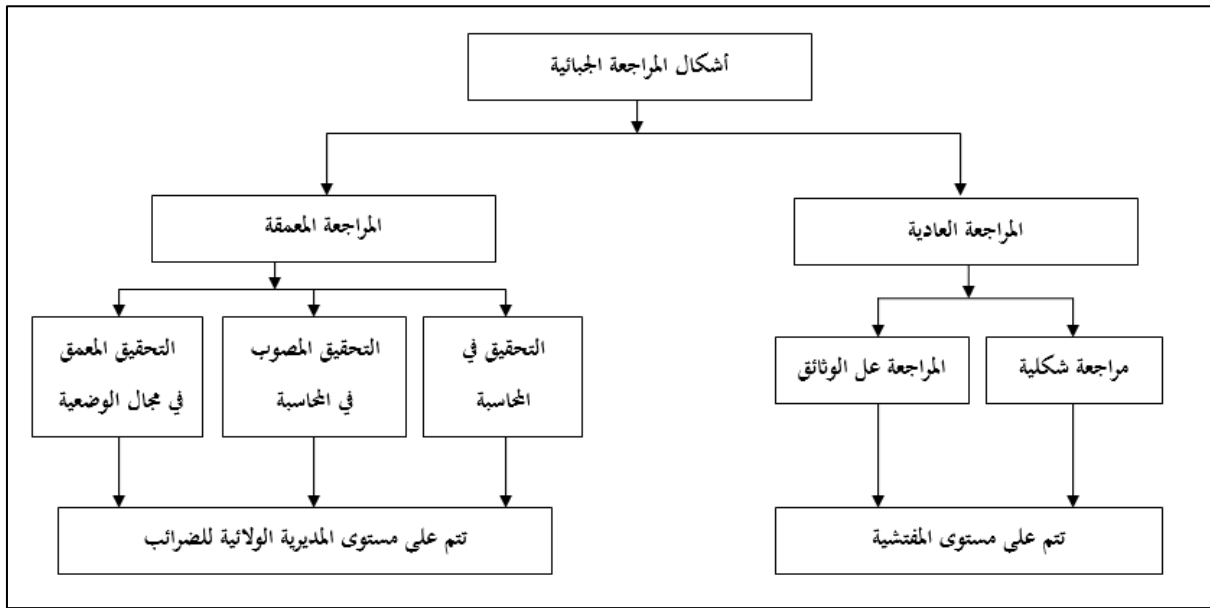 أشكال المراجعة الجبائية
المراجعة العادية
المراجعة المعمقة
مراجعة شكلية
المراجعة عل الوثائق
التحقيق في
المحاسبة
التحقيق المصوب
في المحاسبة
التحقيق المعمق
في مجال الوضعية
تتم على مستوى المفتشية
تتم على مستوى المديرية الولائية للضرائب